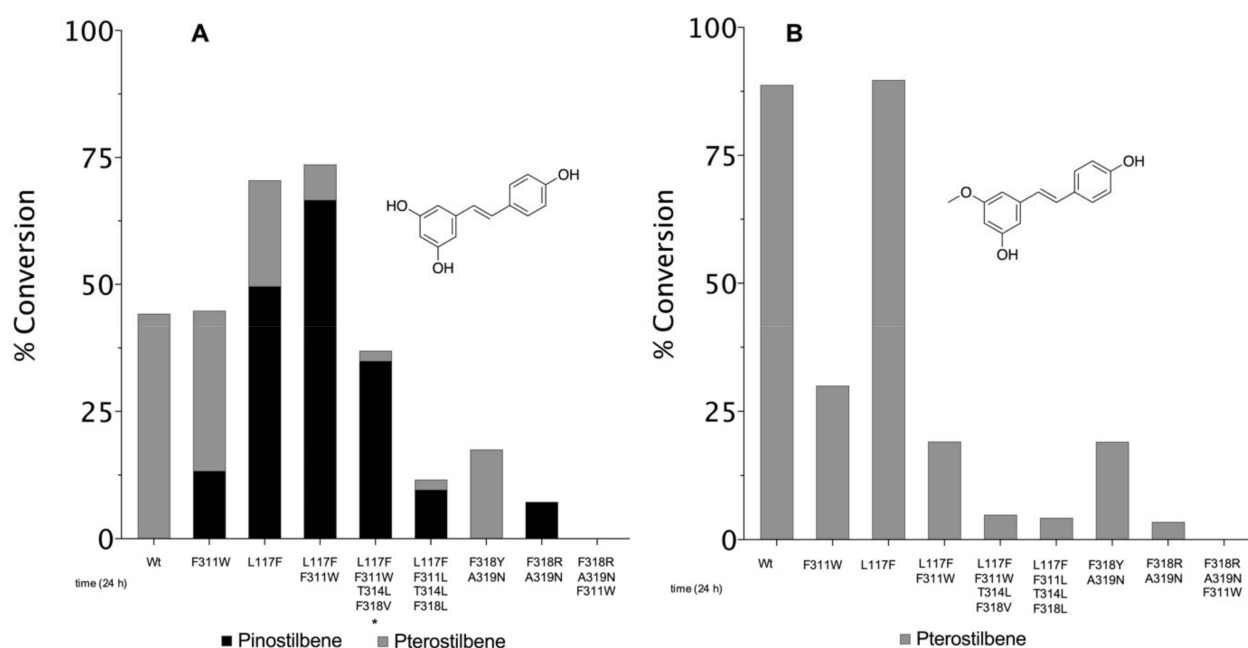 A
100
75
50
25
0
% Conversion
HO
OH
OH
Wt
F311W
L117F
L117F
F311W
L117F
F311W
T314L
F318V
*
L117F
F311L
T314L
F318L
F318Y
A319N
F318R
A319N
F318R
A319N
F311W
time (24 h)
Pinostilbene
Pterostilbene
B
100
75
50
25
0
% Conversion
OH
O
OH
Wt
F311W
L117F
L117F
F311W
L117F
F311W
T314L
F318V
L117F
F311L
T314L
F318L
F318Y
A319N
F318R
A319N
F318R
A319N
F311W
time (24 h)
Pterostilbene